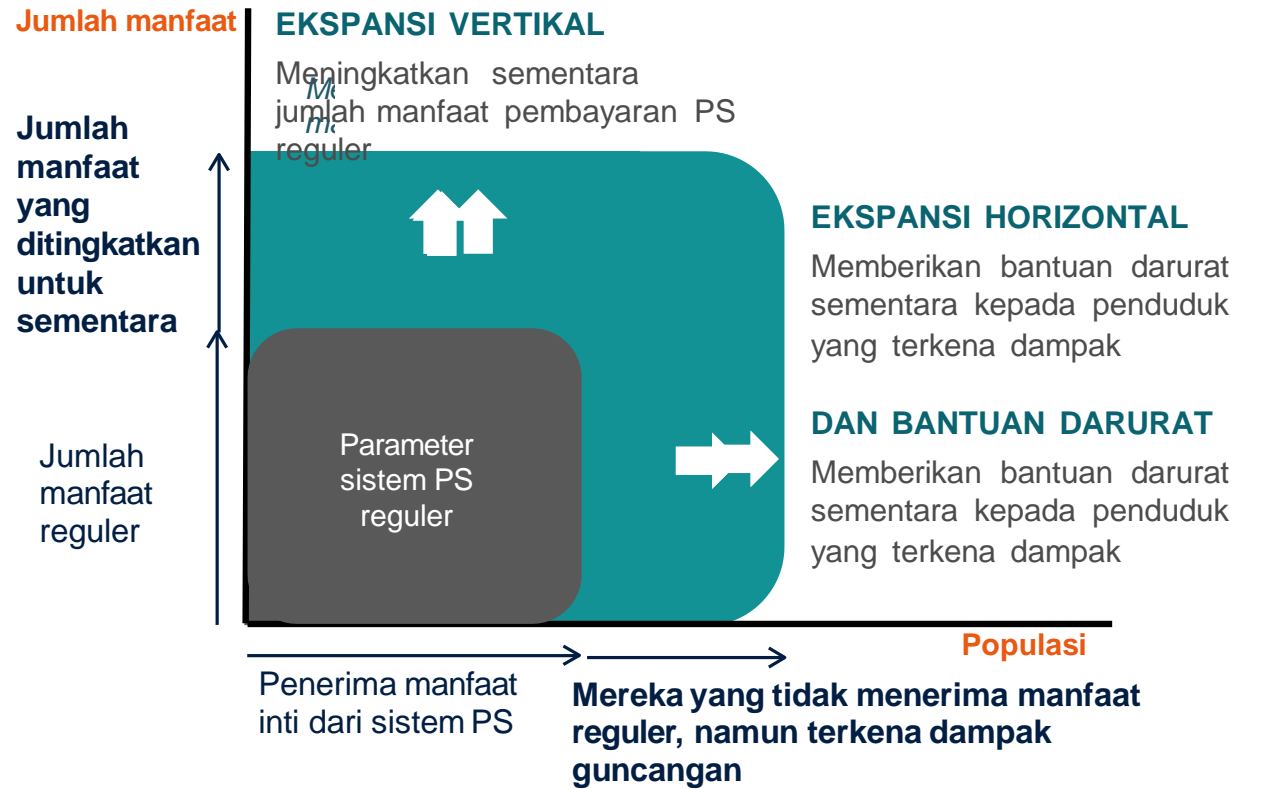 Jumlah manfaat
EKSPANSI VERTIKAL
Meningkatkan sementara
jumlah manfaat pembayaran PS
reguler
Jumlah
manfaat
yang
ditingkatkan
untuk
sementara
EKSPANSI HORIZONTAL
Memberikan bantuan darurat
sementara kepada penduduk
yang terkena dampak
DAN BANTUAN DARURAT
Memberikan bantuan darurat
sementara kepada penduduk
yang terkena dampak
Jumlah
manfaat
reguler
Parameter
sistem PS
reguler
Populasi
Penerima manfaat
inti dari sistem PS
Mereka yang tidak menerima manfaat
reguler, namun terkena dampak
guncangan